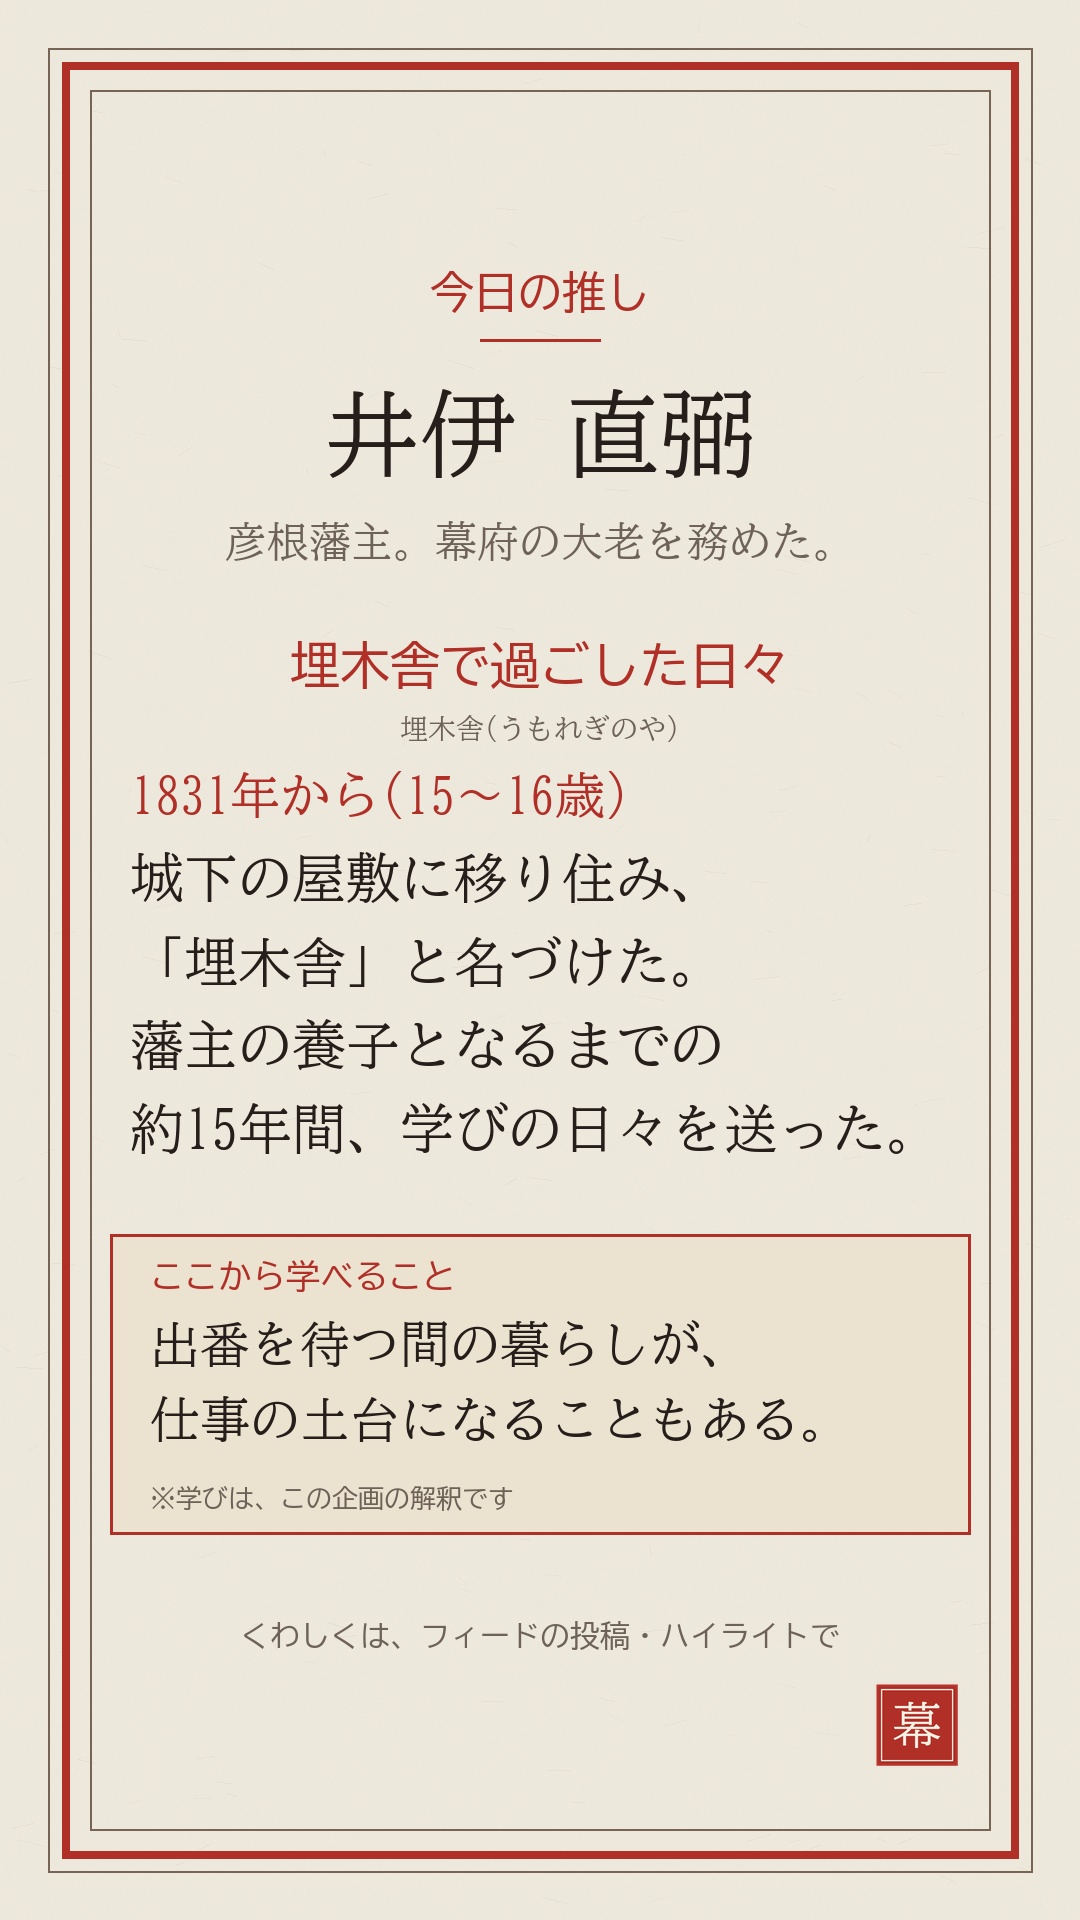 今日の推し
井伊 直弼
彦根藩主。幕府の大老を務めた。
埋木舎で過ごした日々
埋木舎（うもれぎのや）
1831年から（15〜16歳）
城下の屋敷に移り住み、
「埋木舎」と名づけた。
藩主の養子となるまでの
約15年間、学びの日々を送った。
ここから学べること
出番を待つ間の暮らしが、
仕事の土台になることもある。
※学びは、この企画の解釈です
くわしくは、フィードの投稿・ハイライトで
幕